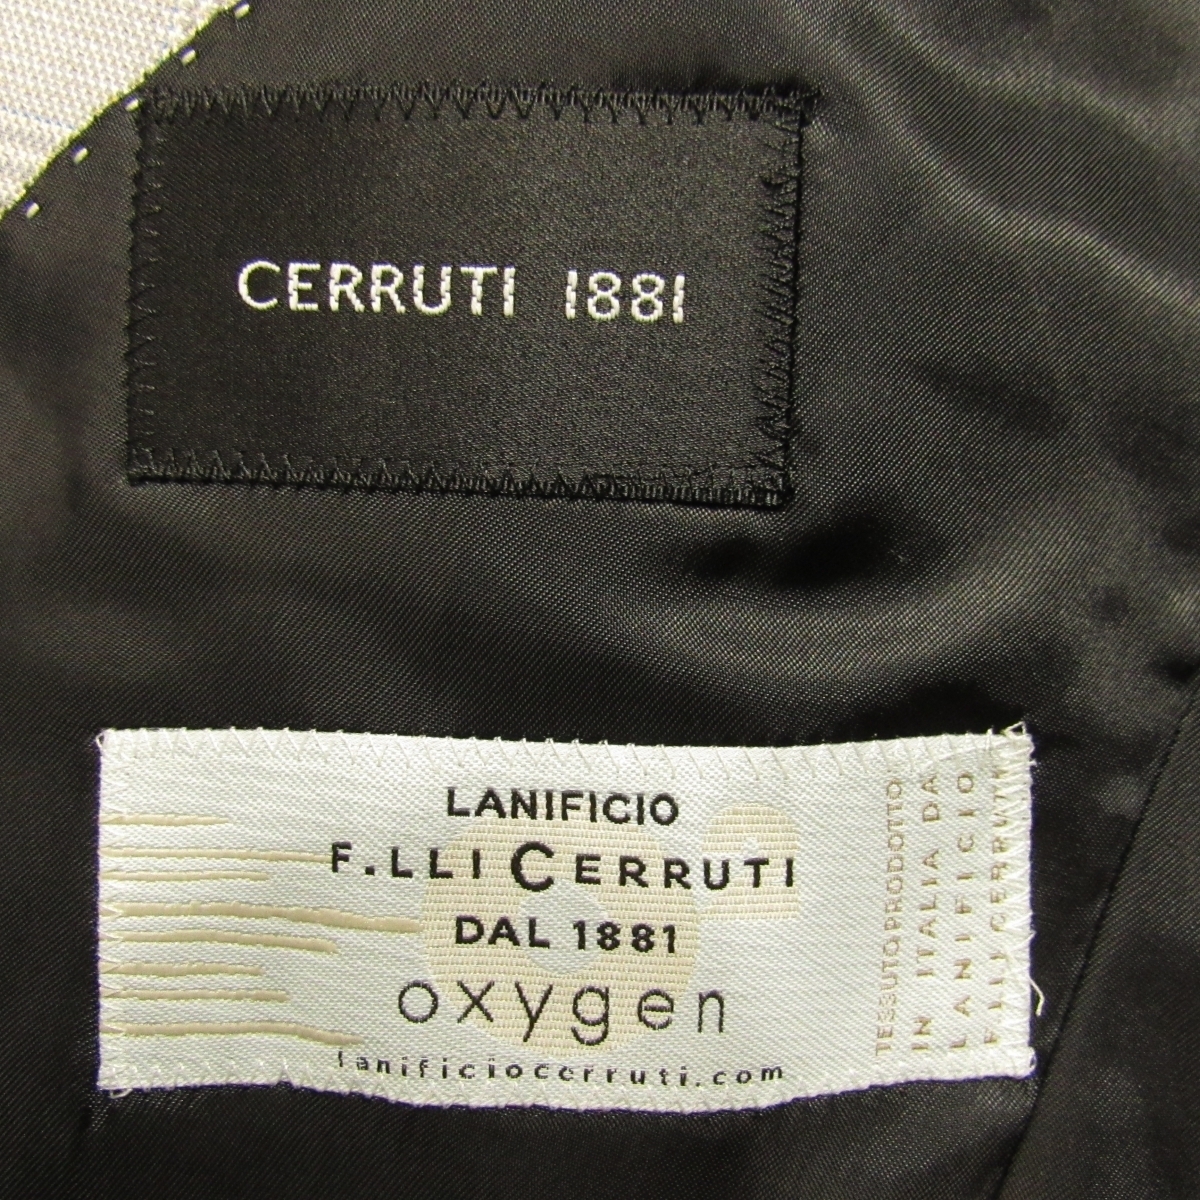 CERRUTI 1881
LANIFICIO
F.LLI CERRUTI
DAL 1881
oxygen
lanificiocerruti.com
TESSUTO PRODOTTO
IN ITALIA DA
LANIFICIO
F.LLI CERRUTI